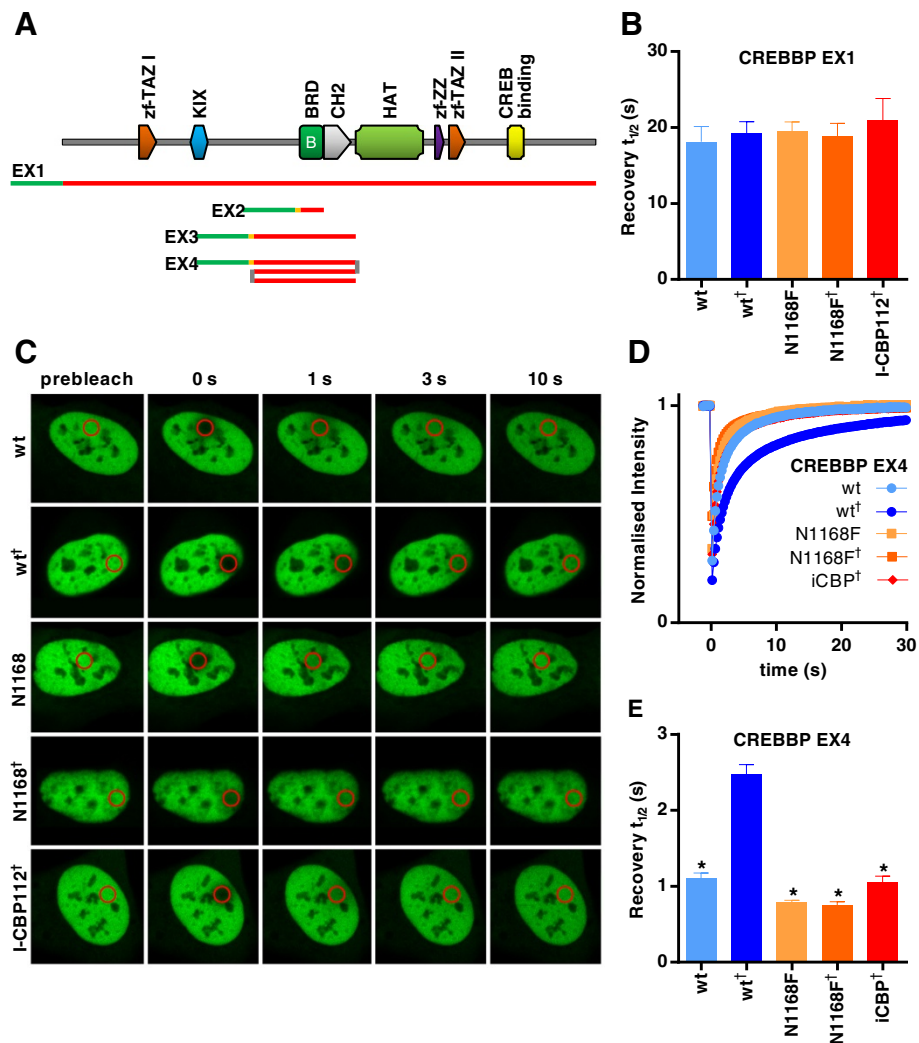 A
zf-TAZ I
KIX
BRD
CH2
HAT
zf-ZZ
zf-TAZ II
CREB
binding
B
EX1
EX2
EX3
EX4
B
CREBBP EX1
Recovery t1/2 (s)
30
20
10
0
wt
wt†
N1168F
N1168F†
I-CBP112†
C
prebleach 0 s 1 s 3 s 10 s
wt
wt†
N1168
N1168†
I-CBP112†
D
Normalised Intensity
1
0
CREBBP EX4
wt
wt†
N1168F
N1168F†
iCBP†
0 10 20 30
time (s)
E
CREBBP EX4
Recovery t1/2 (s)
3
2
1
0
* * * *
wt
wt†
N1168F
N1168F†
iCBP†